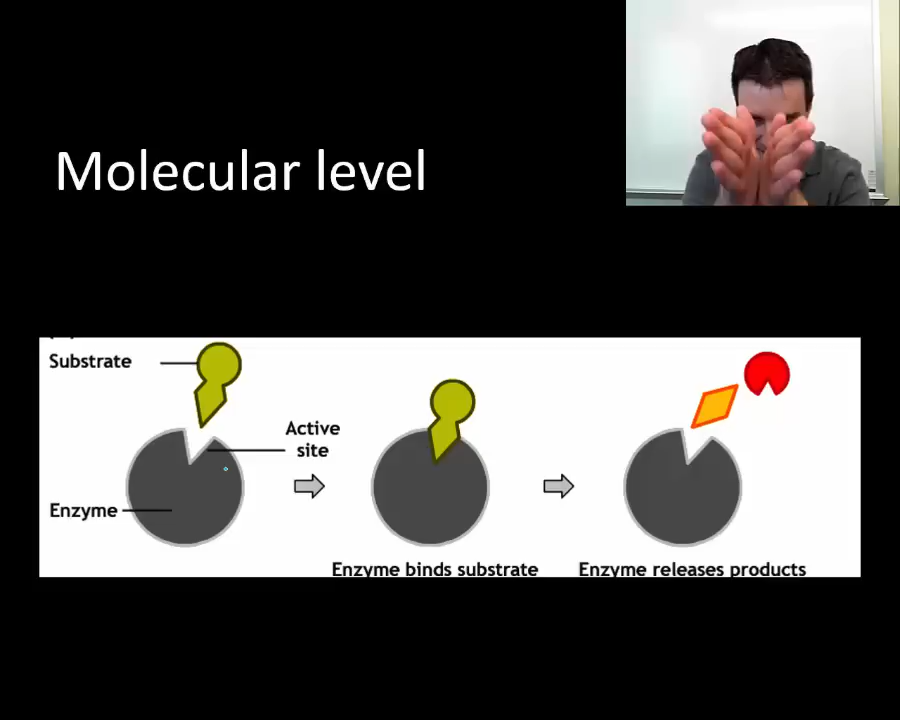 Molecular level
Substrate
Active
site
Enzyme
Enzyme binds substrate
Enzyme releases products